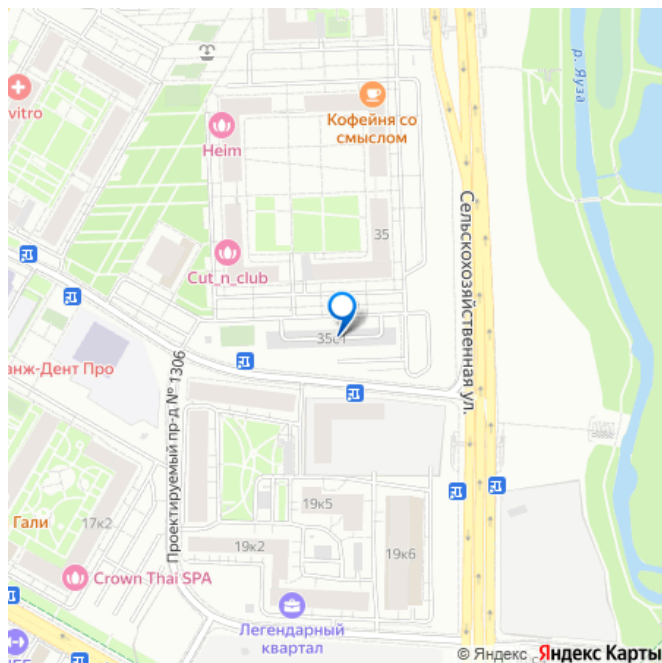 р. Яуза
vitro
Кофейня со
смыслом
Heim
Сельскохозяйственная ул.
35
Cut_n_club
35с1
анж-Дент Про
Проектируемый пр-д № 1306
19к5
Гали
17к2
19к2
19к6
Crown Thai SPA
Легендарный
квартал
© Яндекс
Яндекс Карты